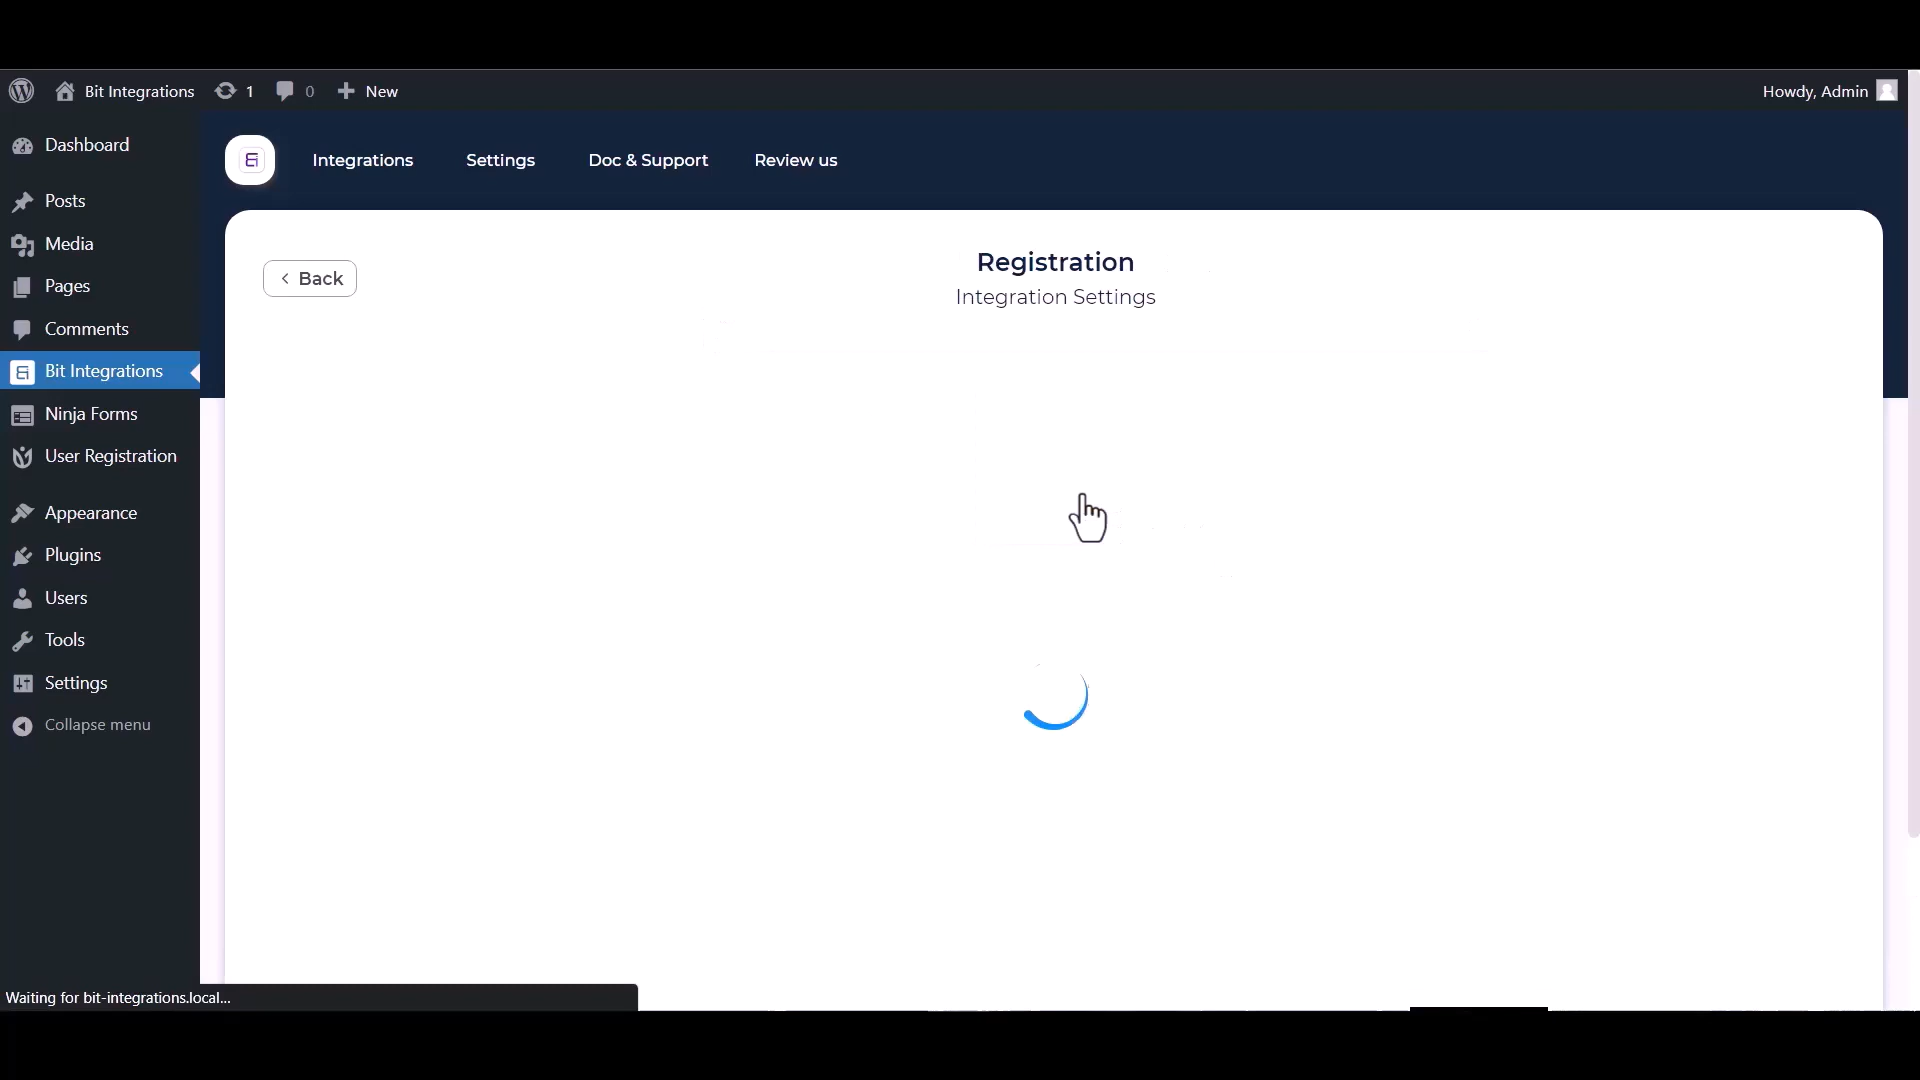 Bit Integrations
1
0
New
Howdy, Admin
Dashboard
Posts
Media
Pages
Comments
Bit Integrations
Ninja Forms
User Registration
Appearance
Plugins
Users
Tools
Settings
Collapse menu
Integrations
Settings
Doc & Support
Review us
Back
Registration
Integration Settings
Waiting for bit-integrations.local...